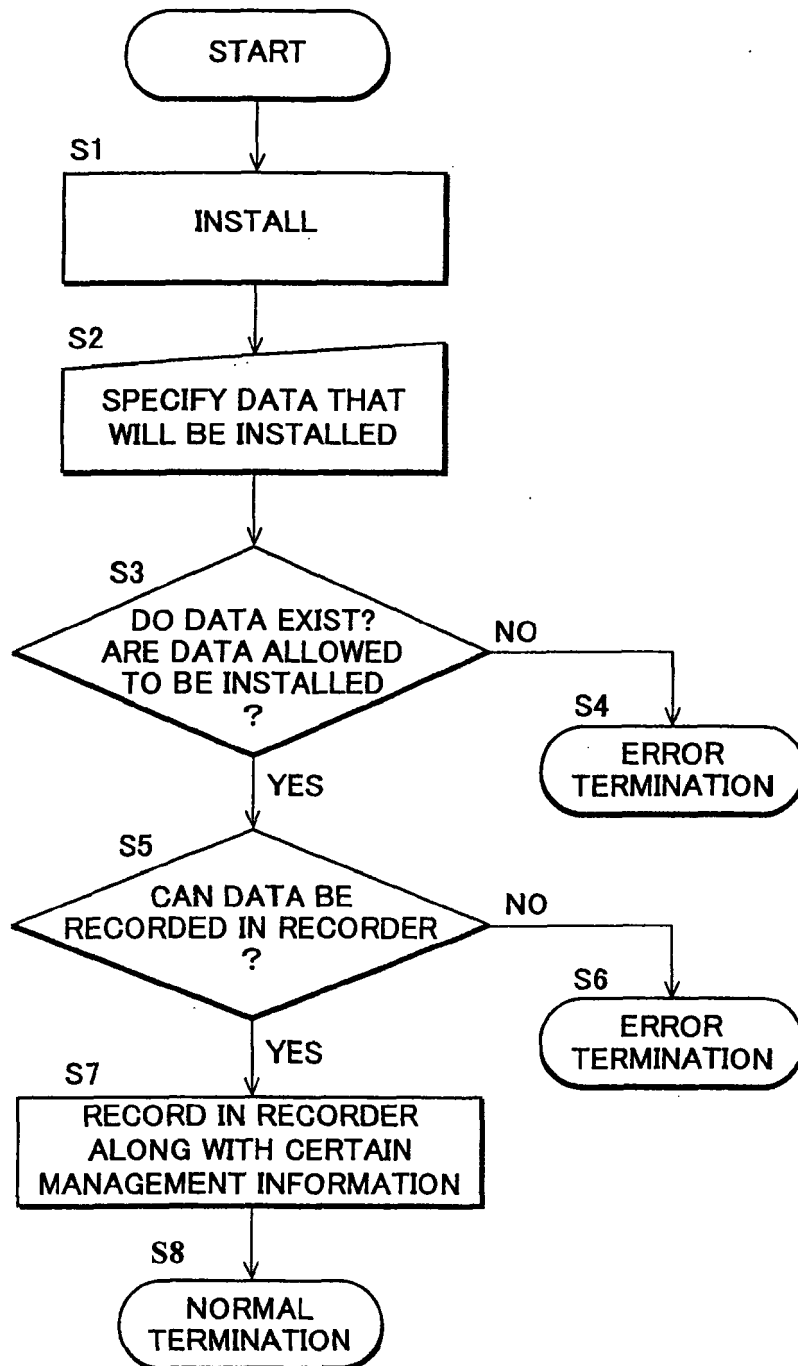 START
S1
INSTALL
S2
SPECIFY DATA THAT
WILL BE INSTALLED
S3
DO DATA EXIST?
ARE DATA ALLOWED
TO BE INSTALLED
?
NO
S4
ERROR
TERMINATION
YES
S5
CAN DATA BE
RECORDED IN RECORDER
?
NO
S6
ERROR
TERMINATION
YES
S7
RECORD IN RECORDER
ALONG WITH CERTAIN
MANAGEMENT INFORMATION
S8
NORMAL
TERMINATION